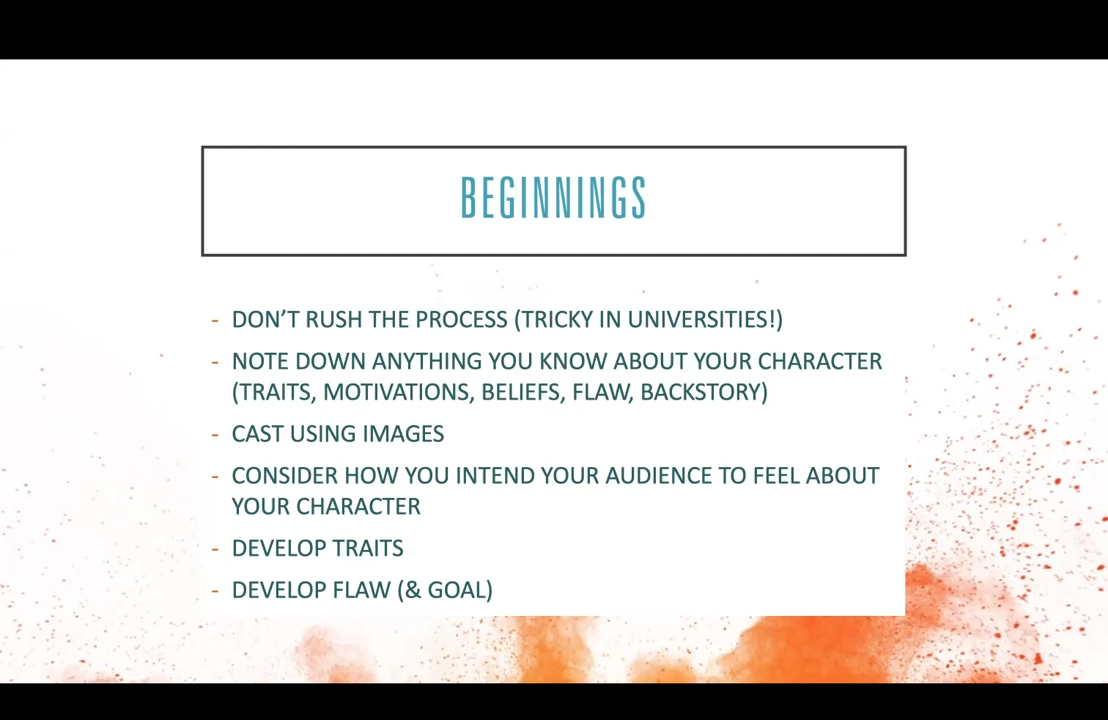 BEGINNINGS
- DON'T RUSH THE PROCESS (TRICKY IN UNIVERSITIES!)
- NOTE DOWN ANYTHING YOU KNOW ABOUT YOUR CHARACTER
(TRAITS, MOTIVATIONS, BELIEFS, FLAW, BACKSTORY)
- CAST USING IMAGES
- CONSIDER HOW YOU INTEND YOUR AUDIENCE TO FEEL ABOUT
YOUR CHARACTER
- DEVELOP TRAITS
- DEVELOP FLAW (& GOAL)